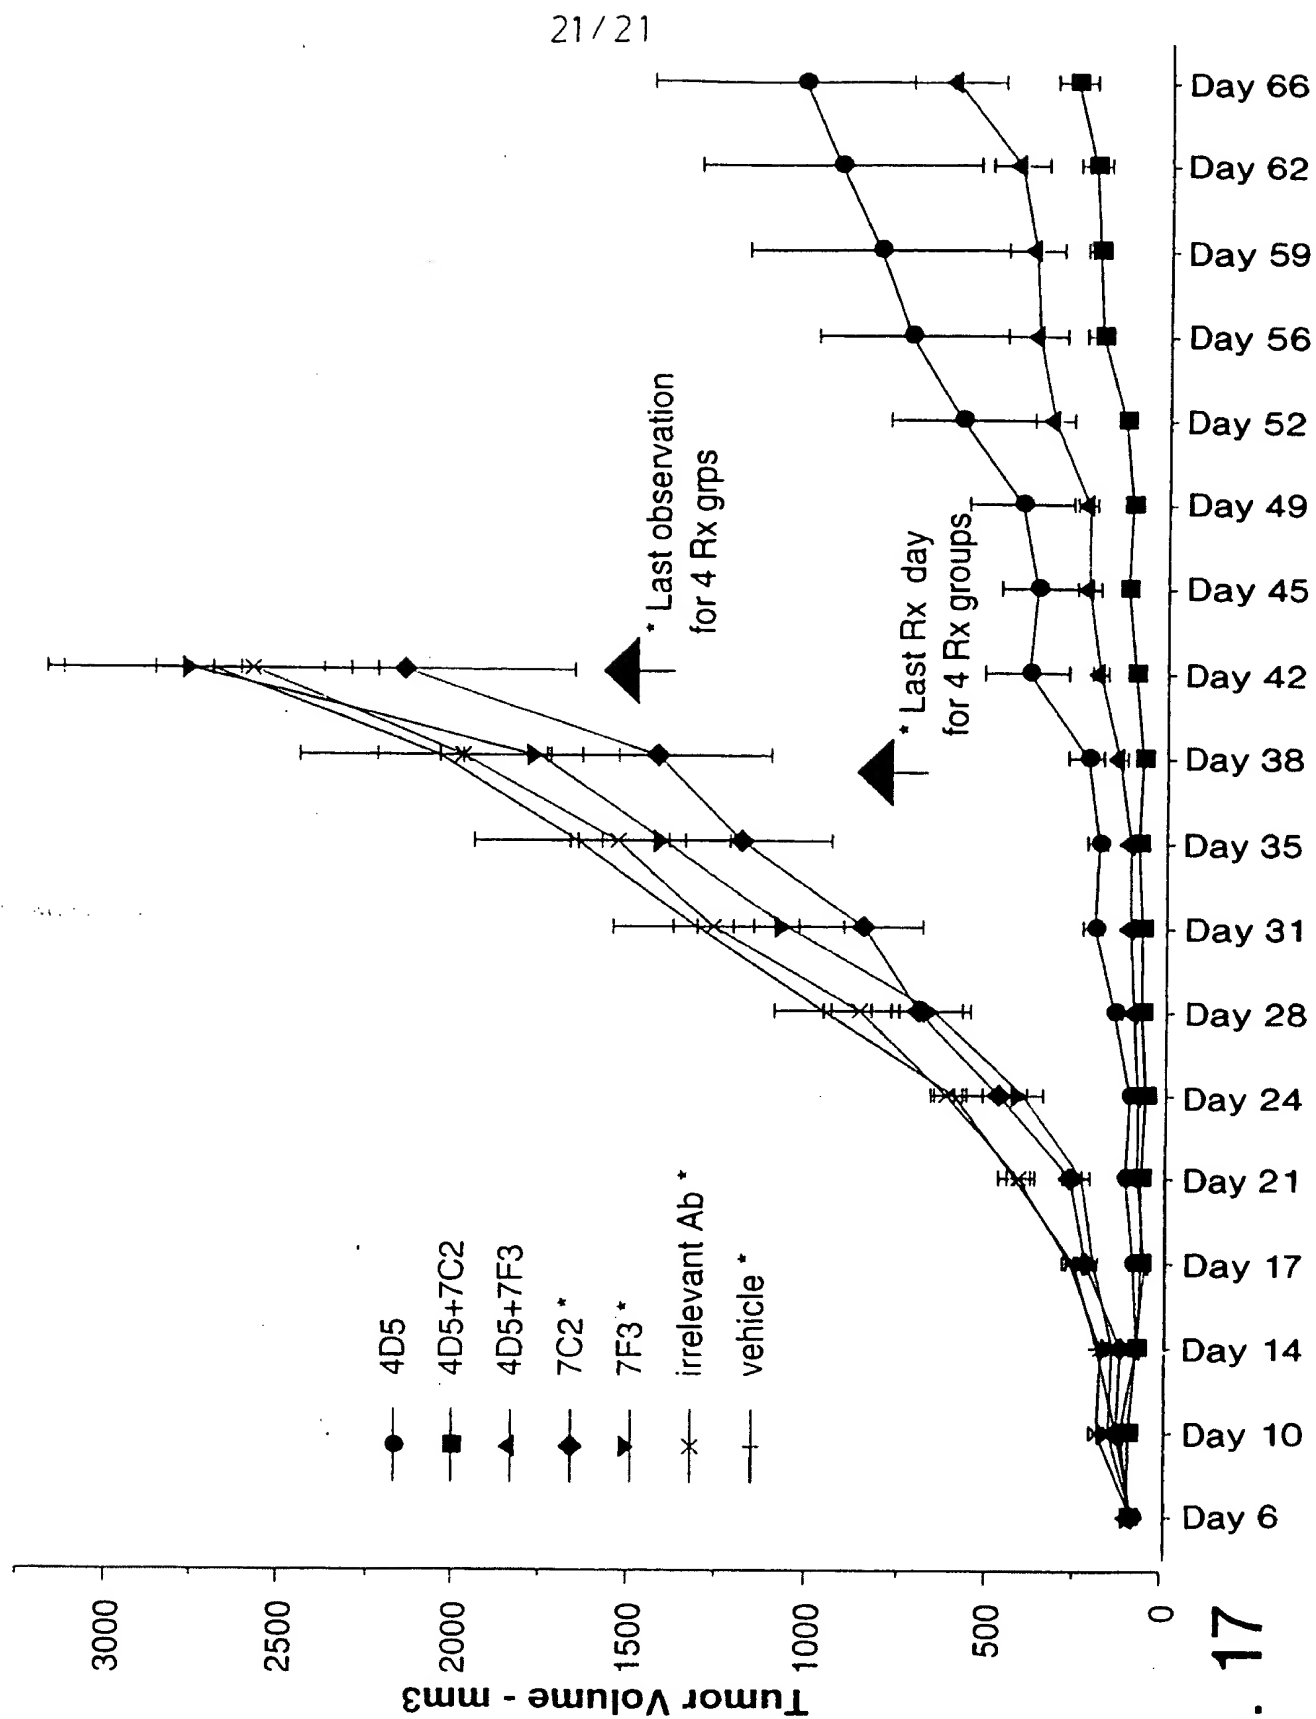 21/21
Tumor Volume - mm3
3000
2500
2000
1500
1000
500
0
4D5
4D5+7C2
4D5+7F3
7C2 *
7F3 *
irrelevant Ab *
vehicle *
* Last observation
for 4 Rx grps
* Last Rx day
for 4 Rx groups
Day 6
Day 10
Day 14
Day 17
Day 21
Day 24
Day 28
Day 31
Day 35
Day 38
Day 42
Day 45
Day 49
Day 52
Day 56
Day 59
Day 62
Day 66
. 17